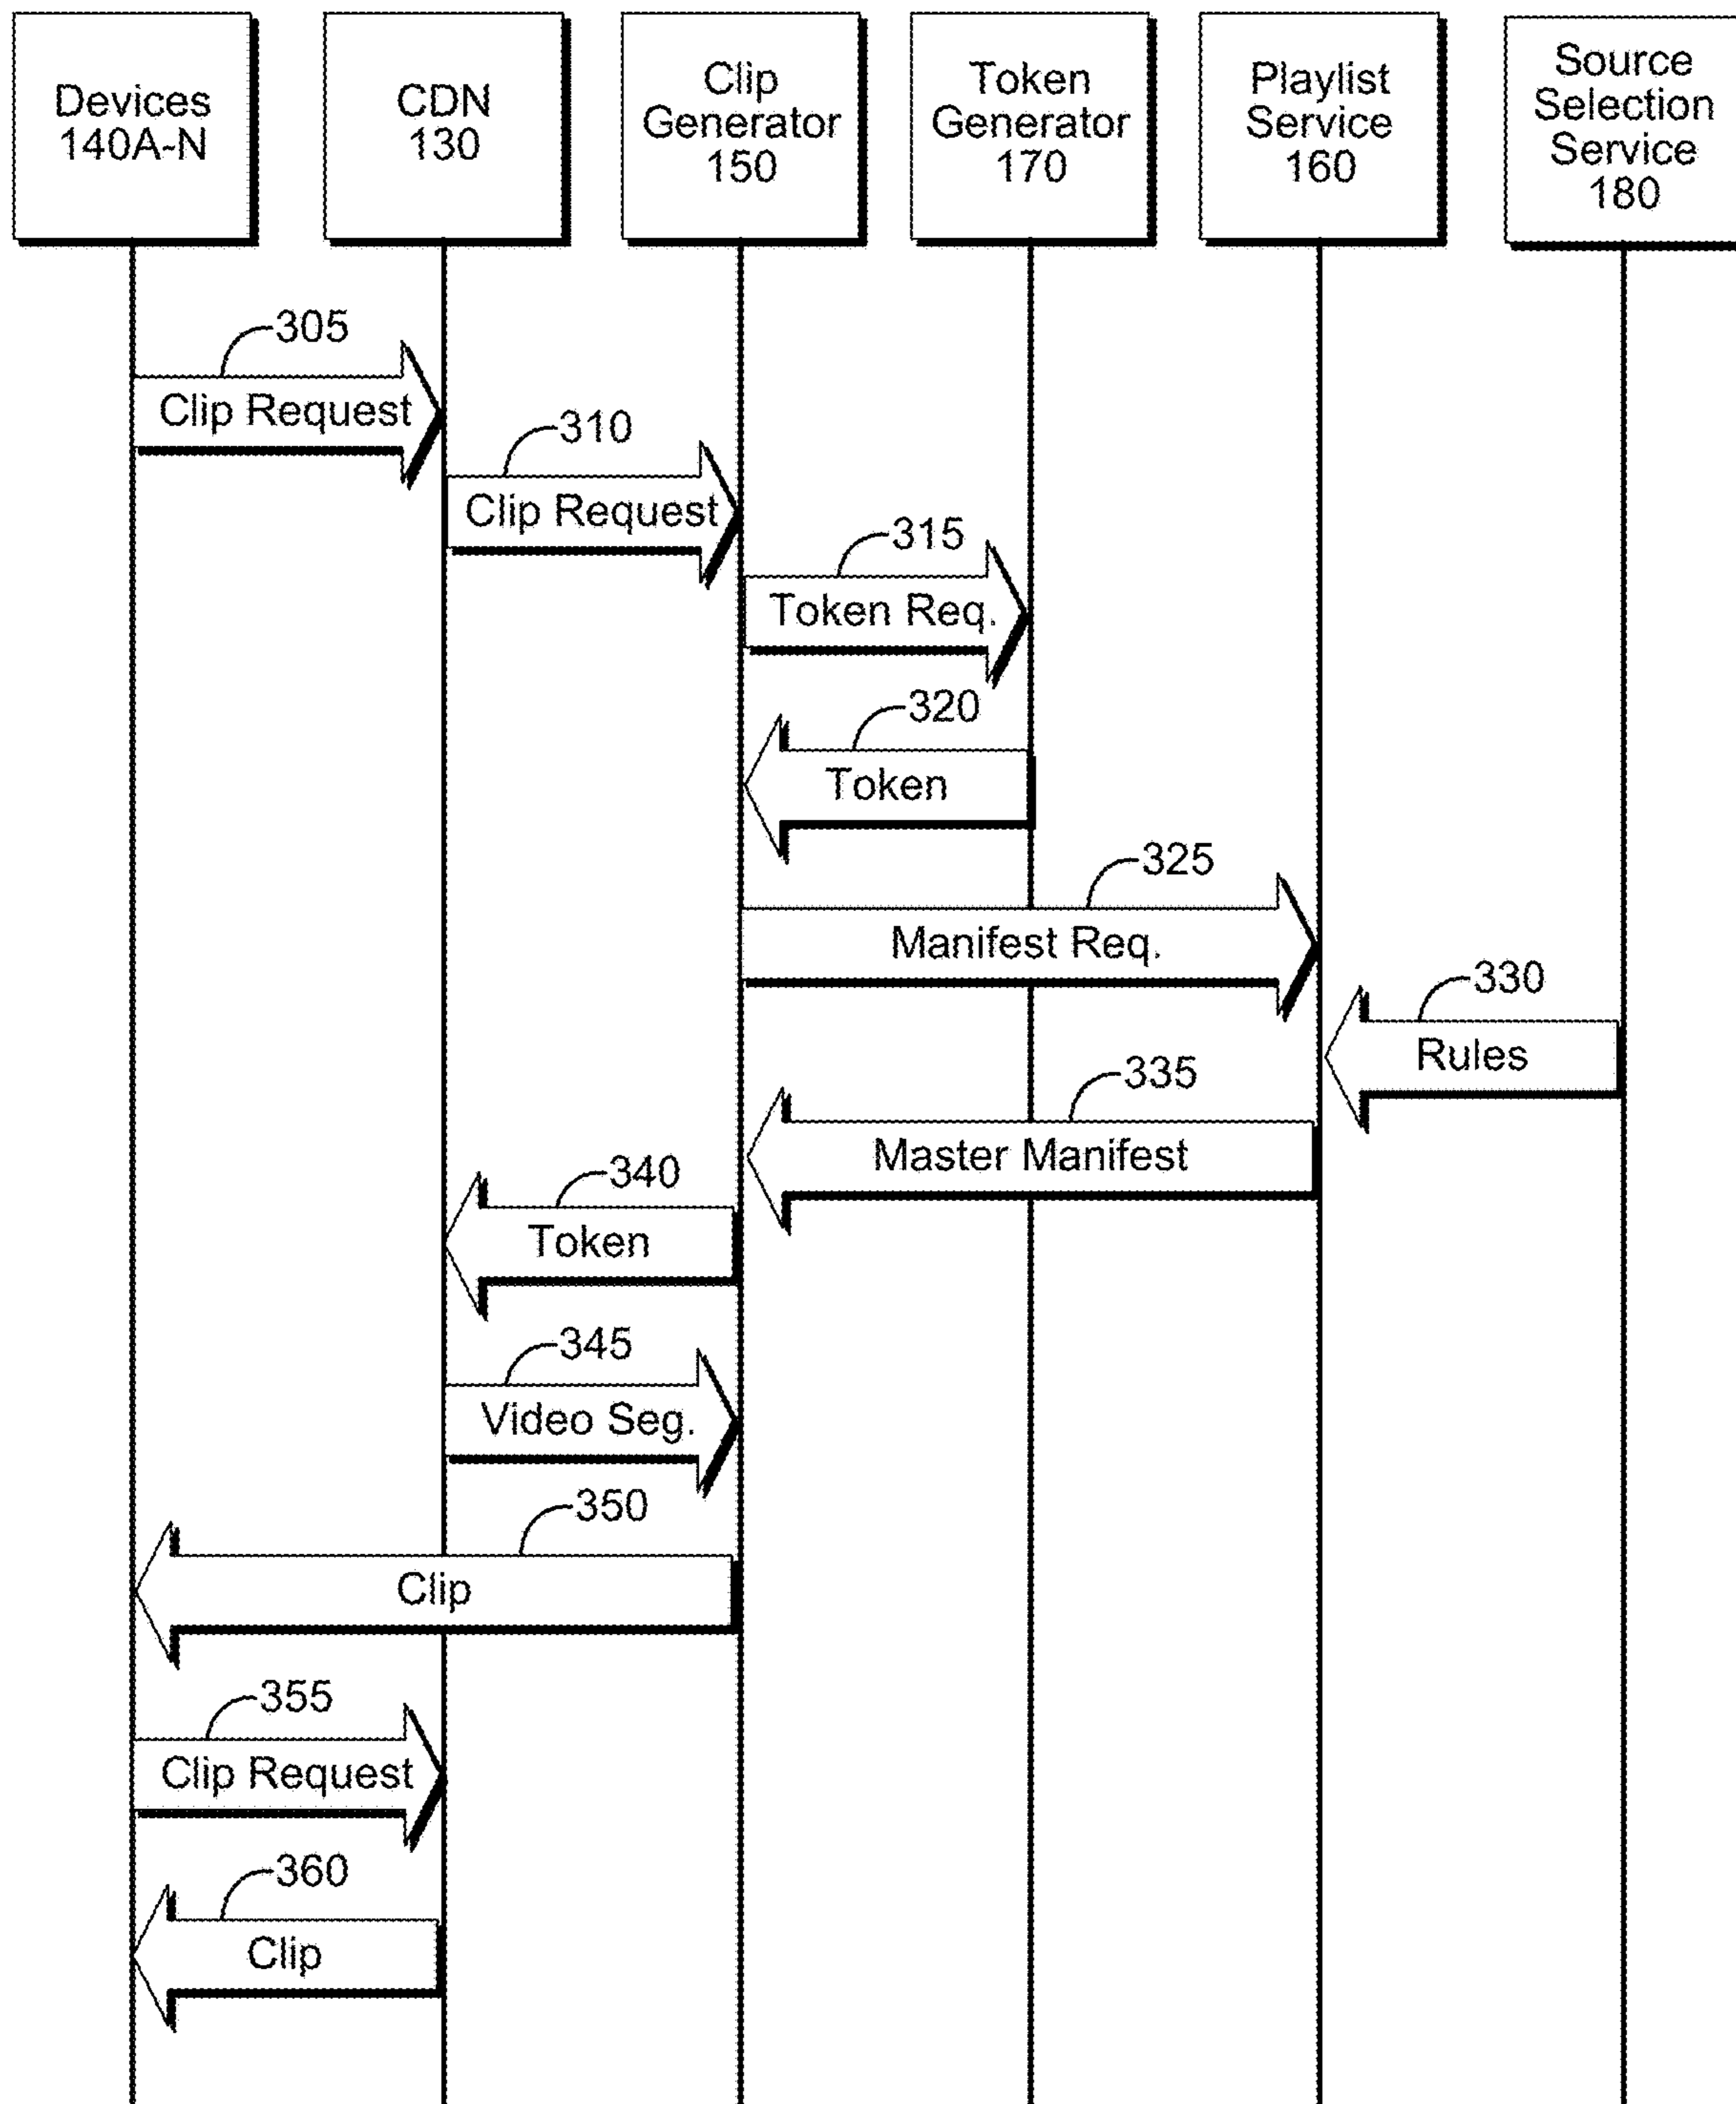 Devices
140A-N
CDN
130
Clip
Generator
150
Token
Generator
170
Playlist
Service
160
Source
Selection
Service
180
305
Clip Request
310
Clip Request
315
Token Req.
320
Token
325
Manifest Req.
330
Rules
335
Master Manifest
340
Token
345
Video Seg.
350
Clip
355
Clip Request
360
Clip